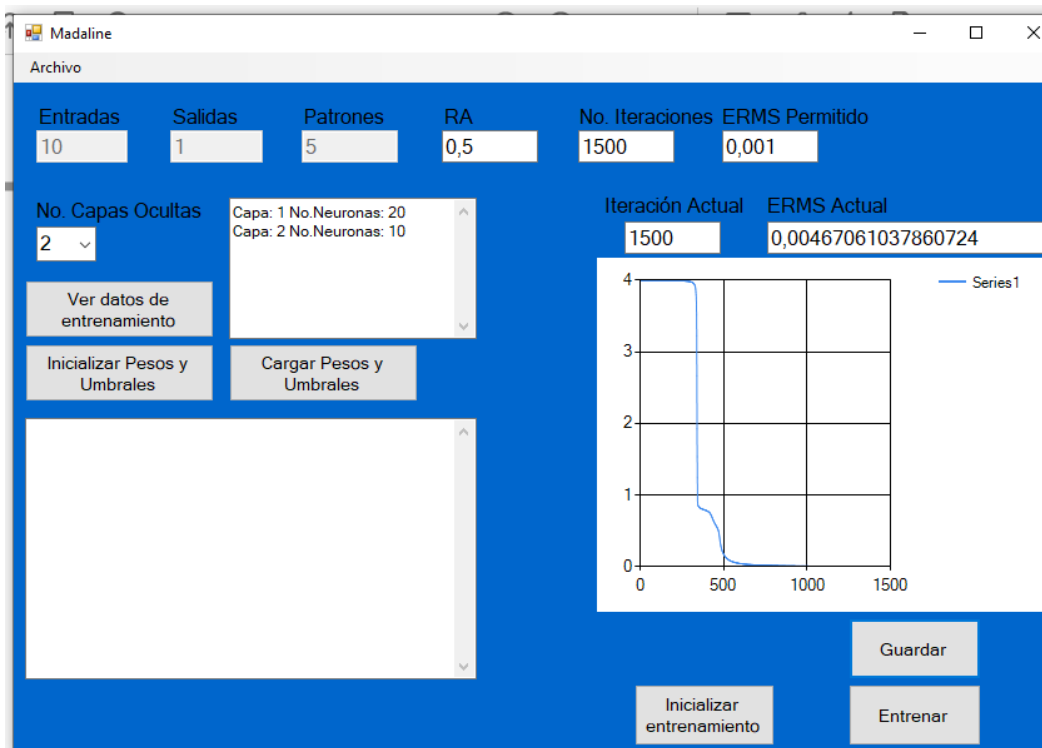 Madaline
Archivo
Entradas Salidas Patrones RA No. Iteraciones ERMS Permitido
10 1 5 0,5 1500 0,001
No. Capas Ocultas
2
Capa: 1 No.Neuronas: 20
Capa: 2 No.Neuronas: 10
Iteración Actual ERMS Actual
1500 0,00467061037860724
Ver datos de
entrenamiento
Inicializar Pesos y
Umbrales
Cargar Pesos y
Umbrales
4
3
2
1
0
0 500 1000 1500
Series1
Guardar
Inicializar
entrenamiento
Entrenar